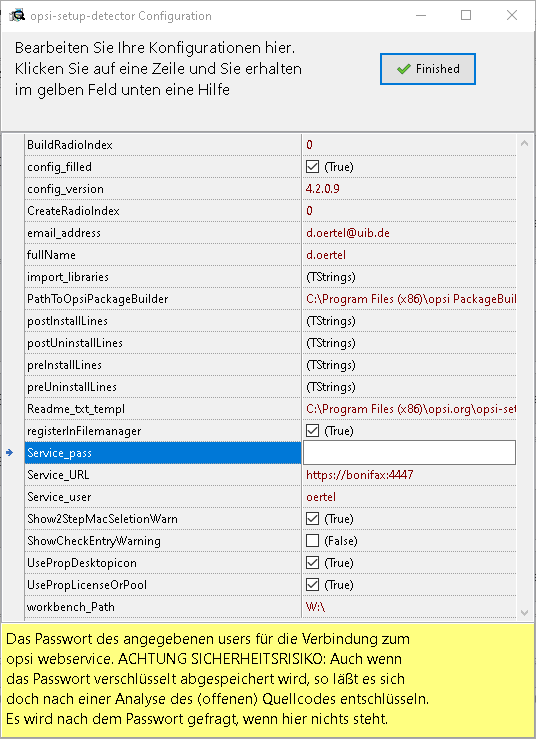 opsi-setup-detector Configuration
Bearbeiten Sie Ihre Konfigurationen hier.
Klicken Sie auf eine Zeile und Sie erhalten
im gelben Feld unten eine Hilfe
Finished
BuildRadioIndex 0
config_filled (True)
config_version 4.2.0.9
CreateRadioIndex 0
email_address d.oertel@uib.de
fullName d.oertel
import_libraries (TStrings)
PathToOpsiPackageBuilder C:\Program Files (x86)\opsi PackageBuil
postInstallLines (TStrings)
postUninstallLines (TStrings)
preInstallLines (TStrings)
preUninstallLines (TStrings)
Readme_txt_templ C:\Program Files (x86)\opsi.org\opsi-set
registerInFilemanager (True)
Service_pass
Service_URL https://bonifax:4447
Service_user oertel
Show2StepMacSeletionWarn (True)
ShowCheckEntryWarning (False)
UsePropDesktopicon (True)
UsePropLicenseOrPool (True)
workbench_Path W:\
Das Passwort des angegebenen users für die Verbindung zum
opsi webservice. ACHTUNG SICHERHEITSRISIKO: Auch wenn
das Passwort verschlüsselt abgespeichert wird, so läßt es sich
doch nach einer Analyse des (offenen) Quellcodes entschlüsseln.
Es wird nach dem Passwort gefragt, wenn hier nichts steht.